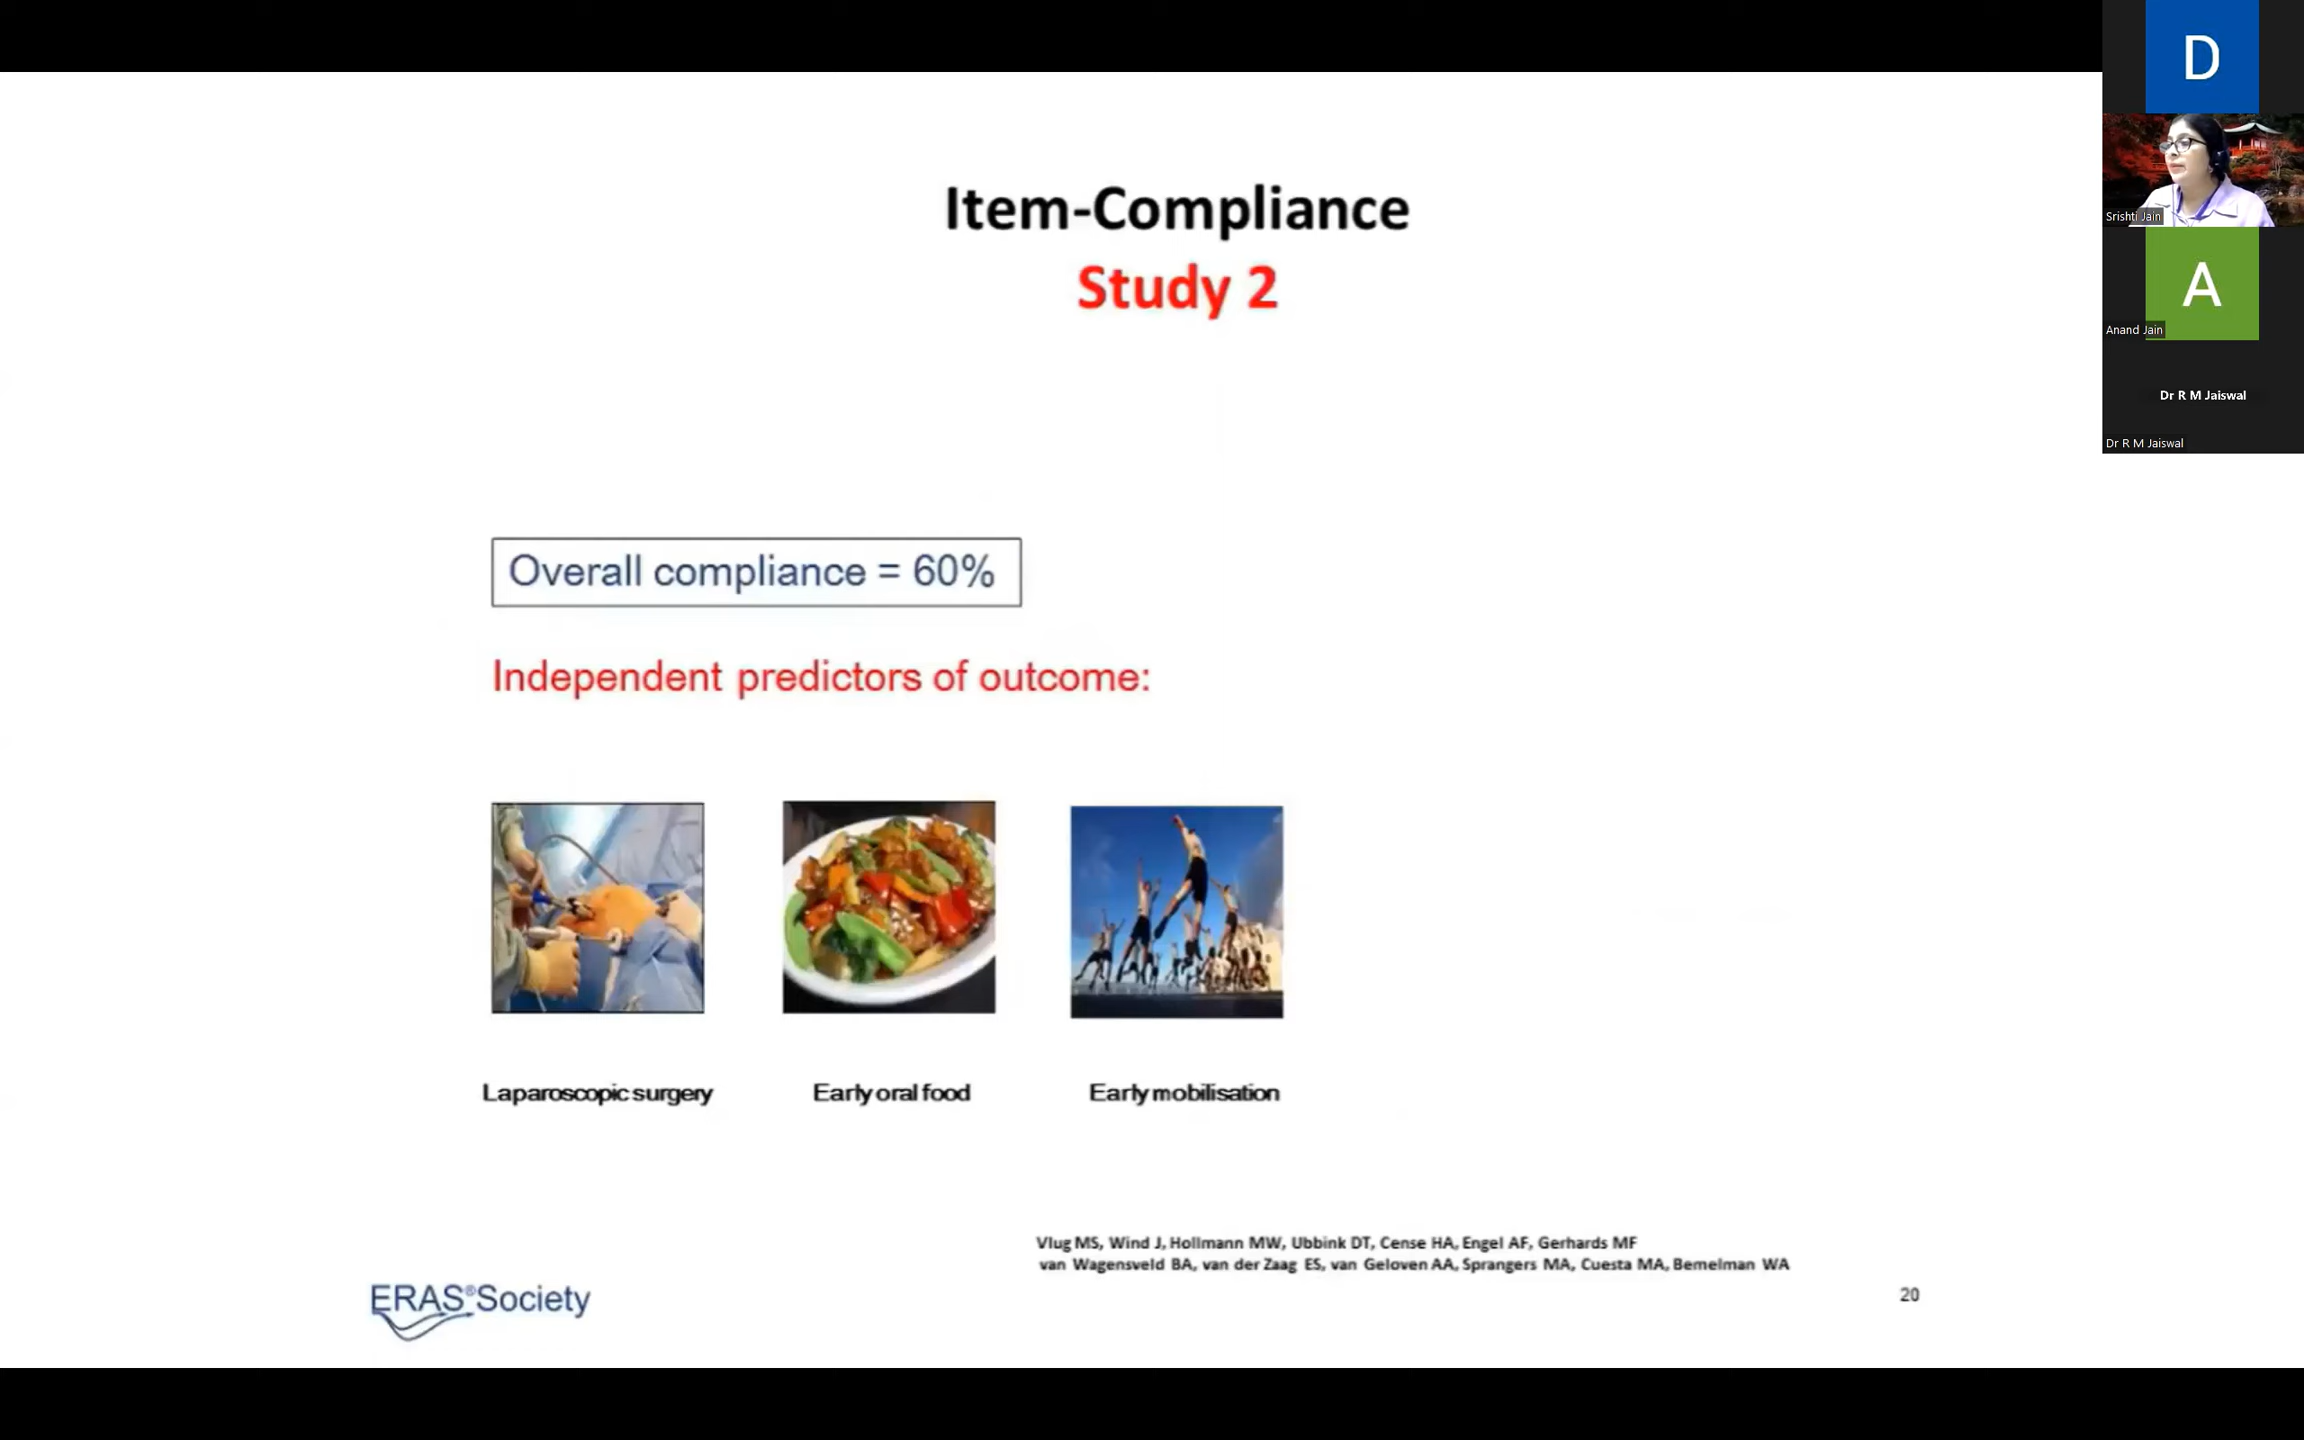 Item-Compliance
Study 2
Overall compliance = 60%
Independent predictors of outcome:
Laparoscopic surgery
Early oral food
Early mobilisation
Vlug MS, Wind J, Hollmann MW, Ubbink DT, Cense HA, Engel AF, Gerhards MF
van Wagensveld BA, van der Zaag ES, van Geloven AA, Sprangers MA, Cuesta MA, Bemelman WA
ERAS®Society
20
D
Srishti Jain
A
Anand Jain
Dr R M Jaiswal
Dr R M Jaiswal